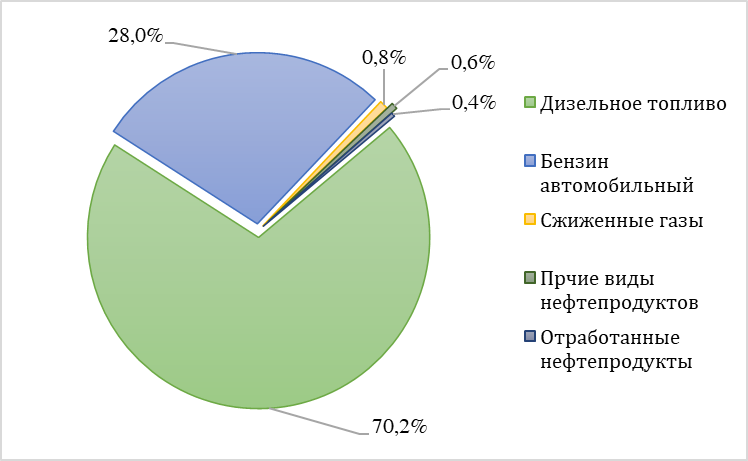 28,0%
0,8%
0,6%
0,4%
70,2%
Дизельное топливо
Бензин
автомобильный
Сжиженные газы
Прчие виды
нефтепродуктов
Отработанные
нефтепродукты